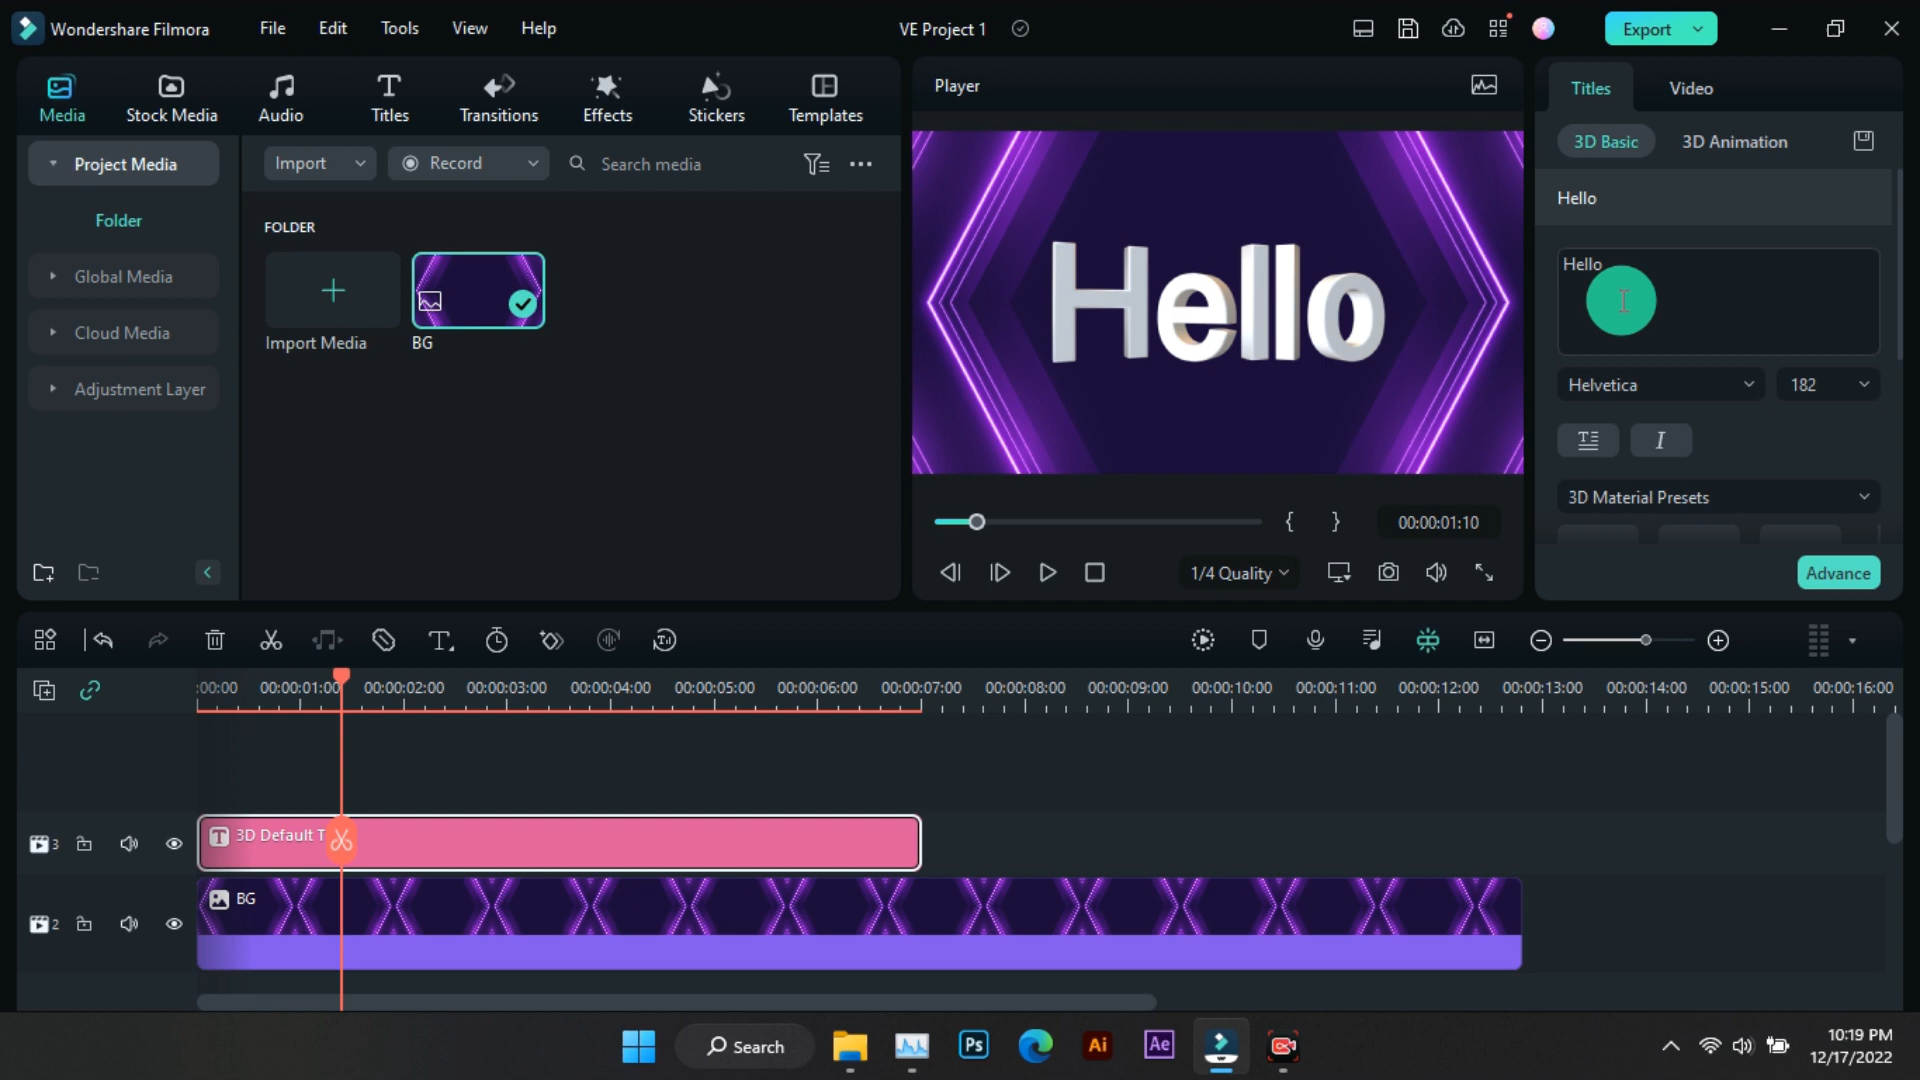 Wondershare Filmora
File
Edit
Tools
View
Help
VE Project 1
Export
Media
Stock Media
Audio
Titles
Transitions
Effects
Stickers
Templates
Project Media
Folder
Global Media
Cloud Media
Adjustment Layer
Import
Record
Search media
FOLDER
Import Media
BG
Player
Hello
00:00:01:10
1/4 Quality
Titles
Video
3D Basic
3D Animation
Hello
Hello
Helvetica
182
3D Material Presets
Advance
:00:00
00:00:01:00
00:00:02:00
00:00:03:00
00:00:04:00
00:00:05:00
00:00:06:00
00:00:07:00
00:00:08:00
00:00:09:00
00:00:10:00
00:00:11:00
00:00:12:00
00:00:13:00
00:00:14:00
00:00:15:00
00:00:16:00
3
3D Default T
2
BG
Search
Ps
Ai
Ae
10:19 PM
12/17/2022